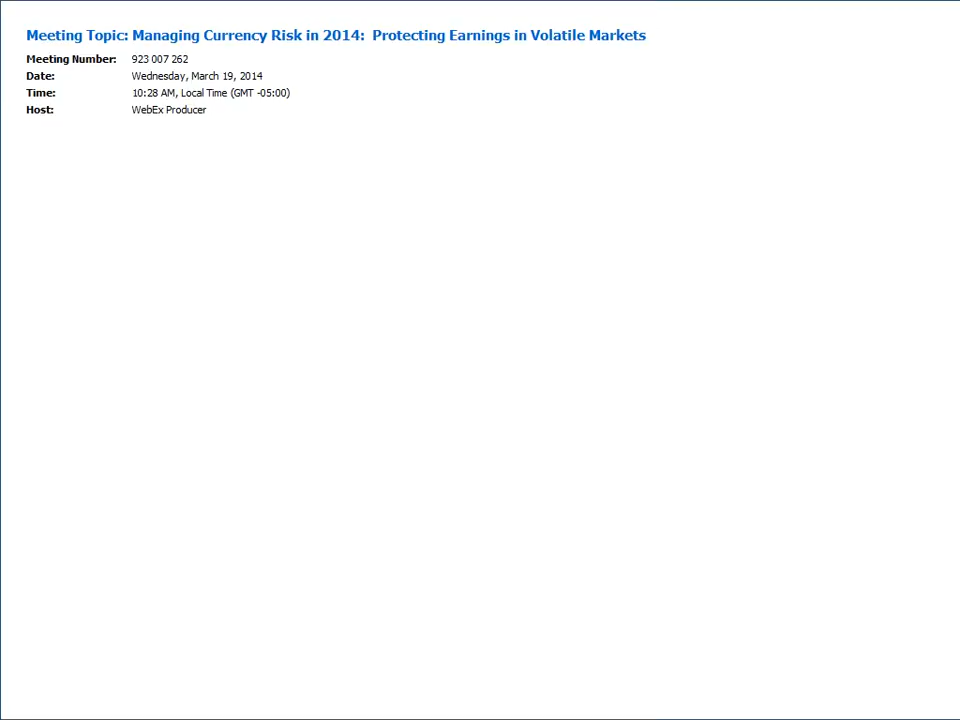 Meeting Topic: Managing Currency Risk in 2014:  Protecting Earnings in Volatile Markets
Meeting Number: 923 007 262
Date: Wednesday, March 19, 2014
Time: 10:28 AM, Local Time (GMT -05:00)
Host: WebEx Producer